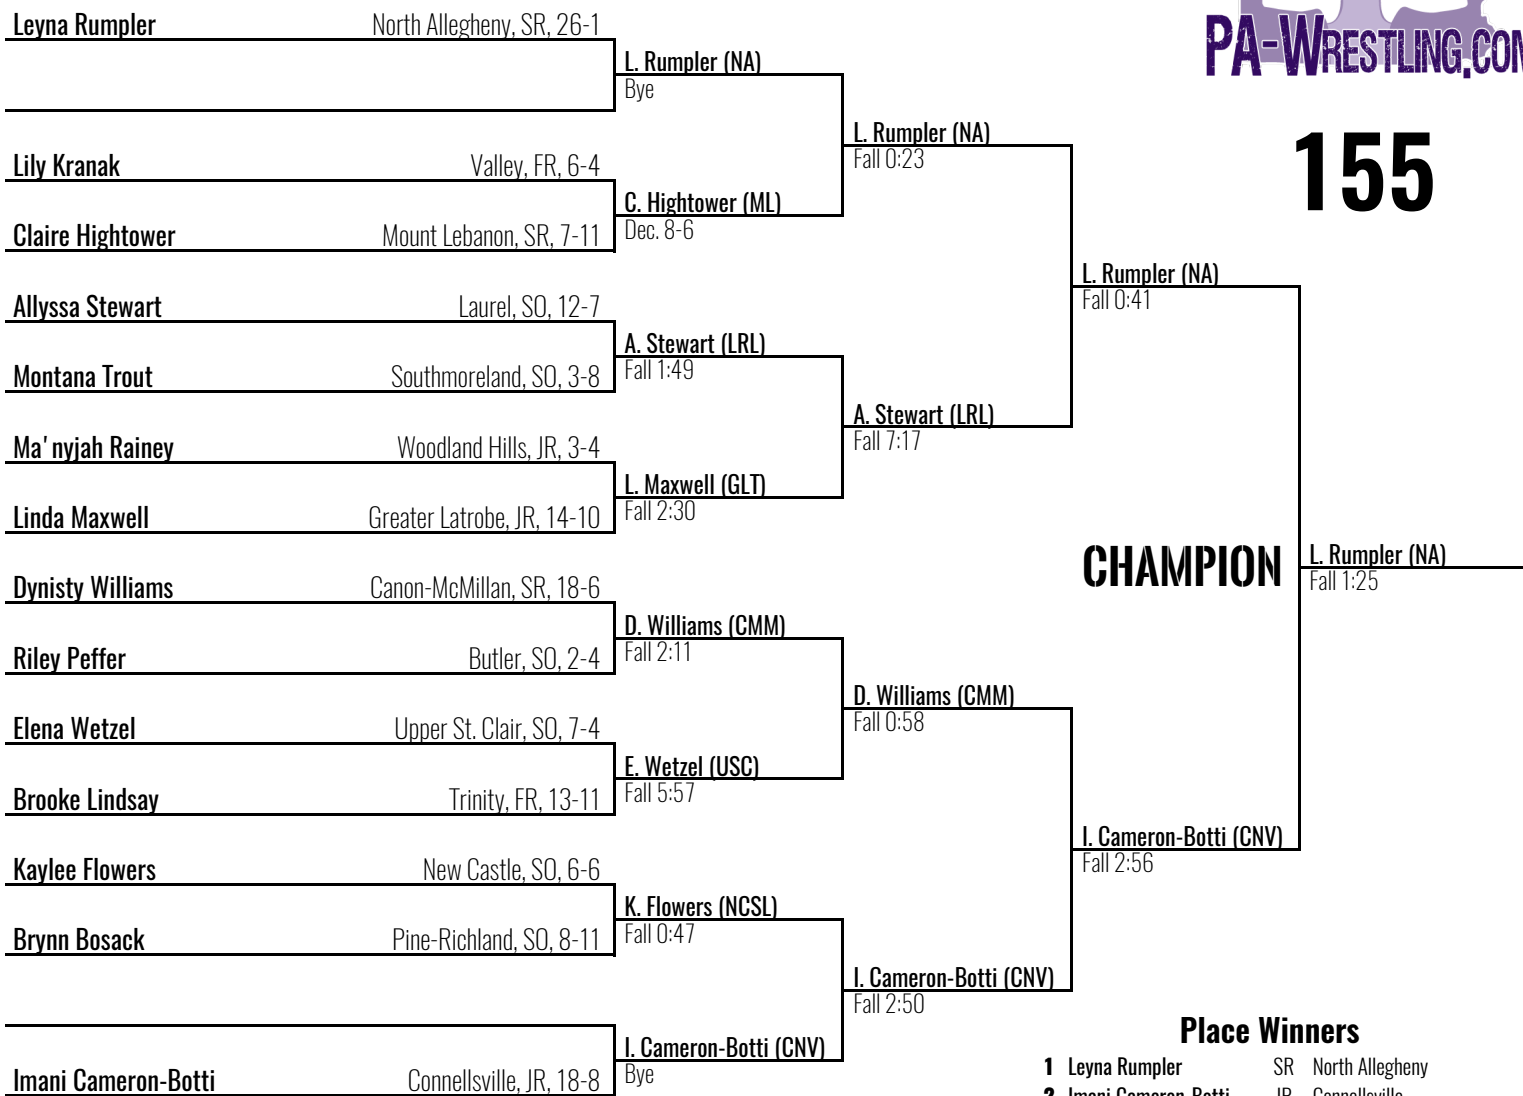 PA-WRESTLING.COM
155
Leyna Rumpler North Allegheny, SR, 26-1
L. Rumpler (NA)
Bye
Lily Kranak Valley, FR, 6-4
Claire Hightower Mount Lebanon, SR, 7-11
C. Hightower (ML)
Dec. 8-6
L. Rumpler (NA)
Fall 0:23
Allyssa Stewart Laurel, SO, 12-7
Montana Trout Southmoreland, SO, 3-8
A. Stewart (LRL)
Fall 1:49
Ma'nyjah Rainey Woodland Hills, JR, 3-4
Linda Maxwell Greater Latrobe, JR, 14-10
L. Maxwell (GLT)
Fall 2:30
A. Stewart (LRL)
Fall 7:17
L. Rumpler (NA)
Fall 0:41
Dynisty Williams Canon-McMillan, SR, 18-6
Riley Peffer Butler, SO, 2-4
D. Williams (CMM)
Fall 2:11
Elena Wetzel Upper St. Clair, SO, 7-4
Brooke Lindsay Trinity, FR, 13-11
E. Wetzel (USC)
Fall 5:57
D. Williams (CMM)
Fall 0:58
Kaylee Flowers New Castle, SO, 6-6
Brynn Bosack Pine-Richland, SO, 8-11
K. Flowers (NCSL)
Fall 0:47
Imani Cameron-Botti Connellsville, JR, 18-8
I. Cameron-Botti (CNV)
Bye
I. Cameron-Botti (CNV)
Fall 2:50
I. Cameron-Botti (CNV)
Fall 2:56
CHAMPION
L. Rumpler (NA)
Fall 1:25
Place Winners
1 Leyna Rumpler SR North Allegheny
2 Imani Cameron-Botti JR Connellsville